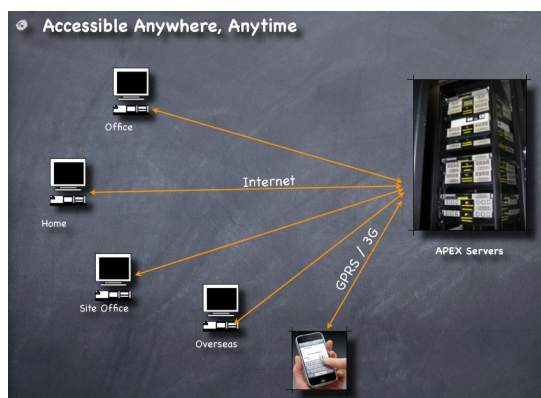 Accessible Anywhere, Anytime
Office
Internet
Home
GPRS / 3G
APEX Servers
Site Office
Overseas